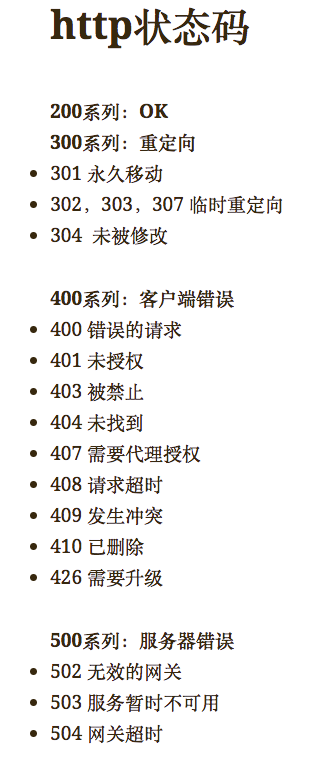 http状态码
200系列：OK
300系列：重定向
301 永久移动
302，303，307 临时重定向
304 未被修改
400系列：客户端错误
400 错误的请求
401 未授权
403 被禁止
404 未找到
407 需要代理授权
408 请求超时
409 发生冲突
410 已删除
426 需要升级
500系列：服务器错误
502 无效的网关
503 服务暂时不可用
504 网关超时